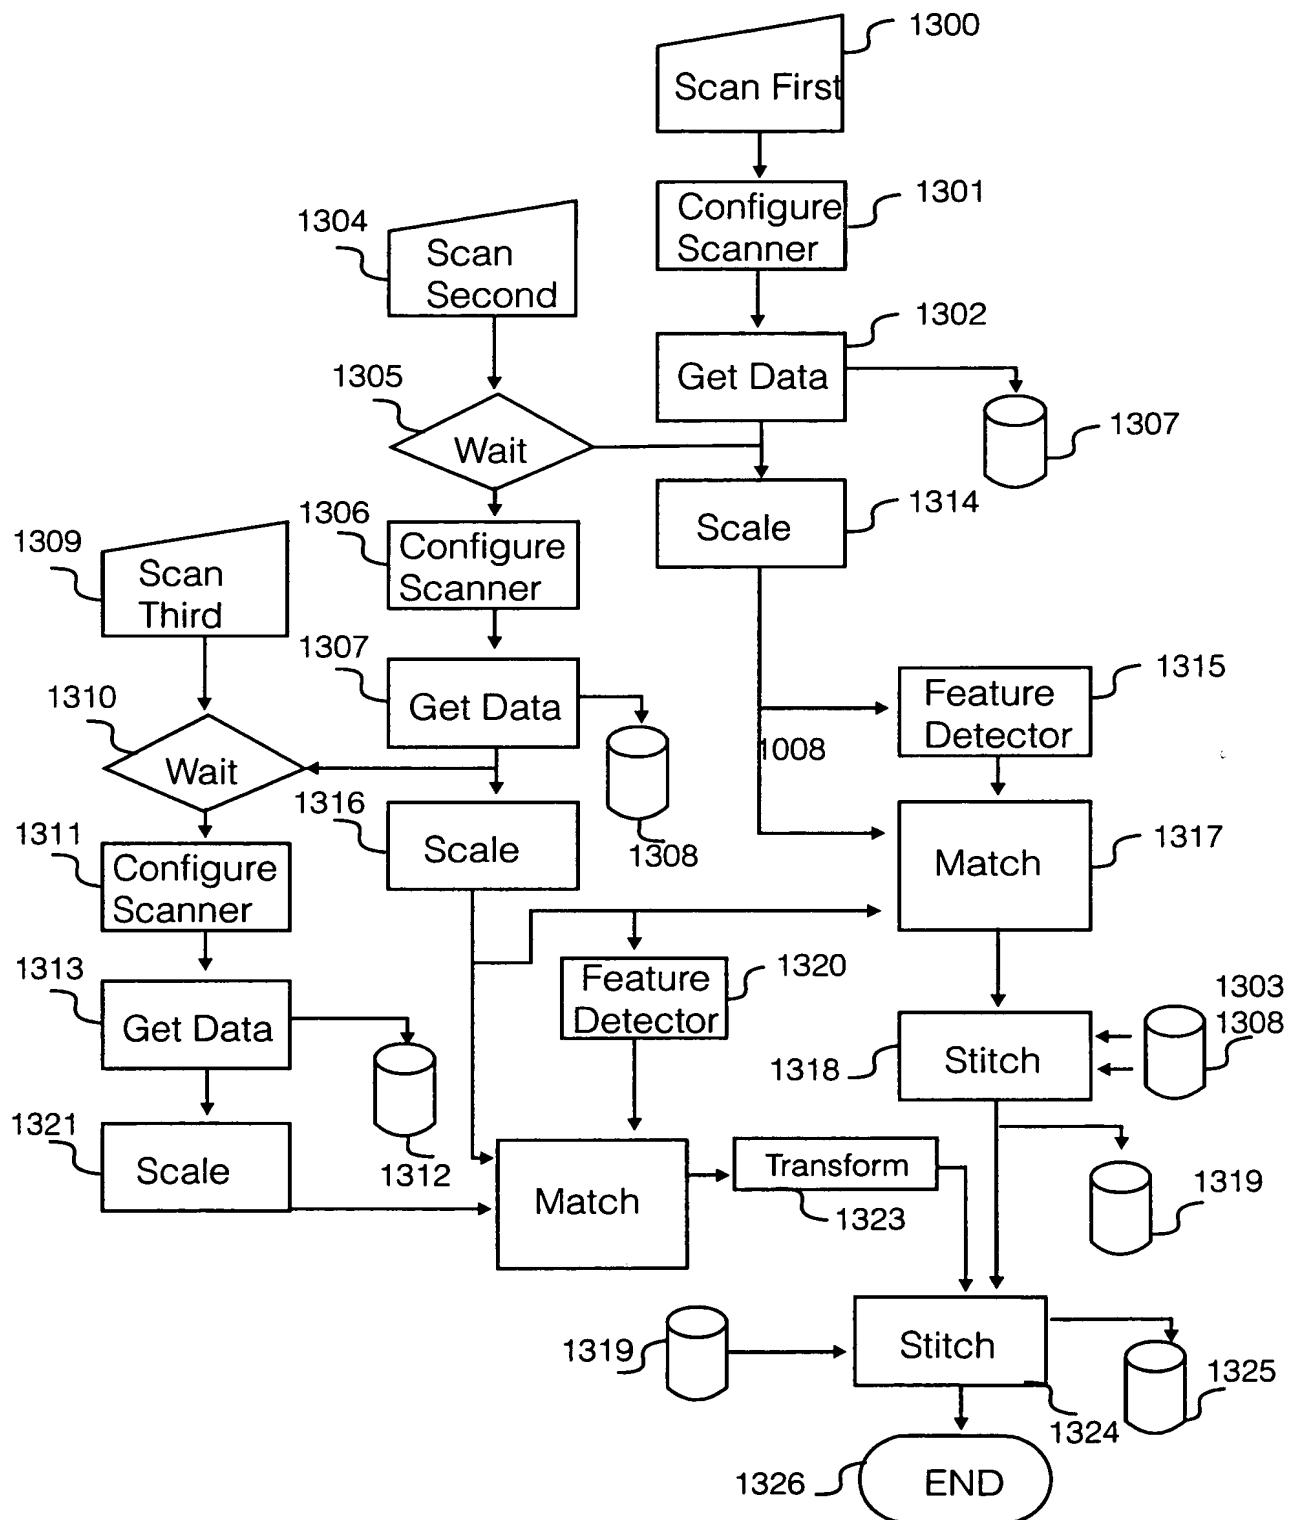 1300
Scan First
1301
Configure
Scanner
1304
Scan
Second
1302
Get Data
1305
Wait
1307
1314
Scale
1306
Configure
Scanner
1309
Scan
Third
1307
Get Data
1315
Feature
Detector
1310
Wait
1008
1316
Scale
1308
1317
Match
1311
Configure
Scanner
1313
Get Data
1320
Feature
Detector
1303
1308
1318
Stitch
1321
Scale
1312
Match
Transform
1323
1319
1319
Stitch
1325
1324
1326
END